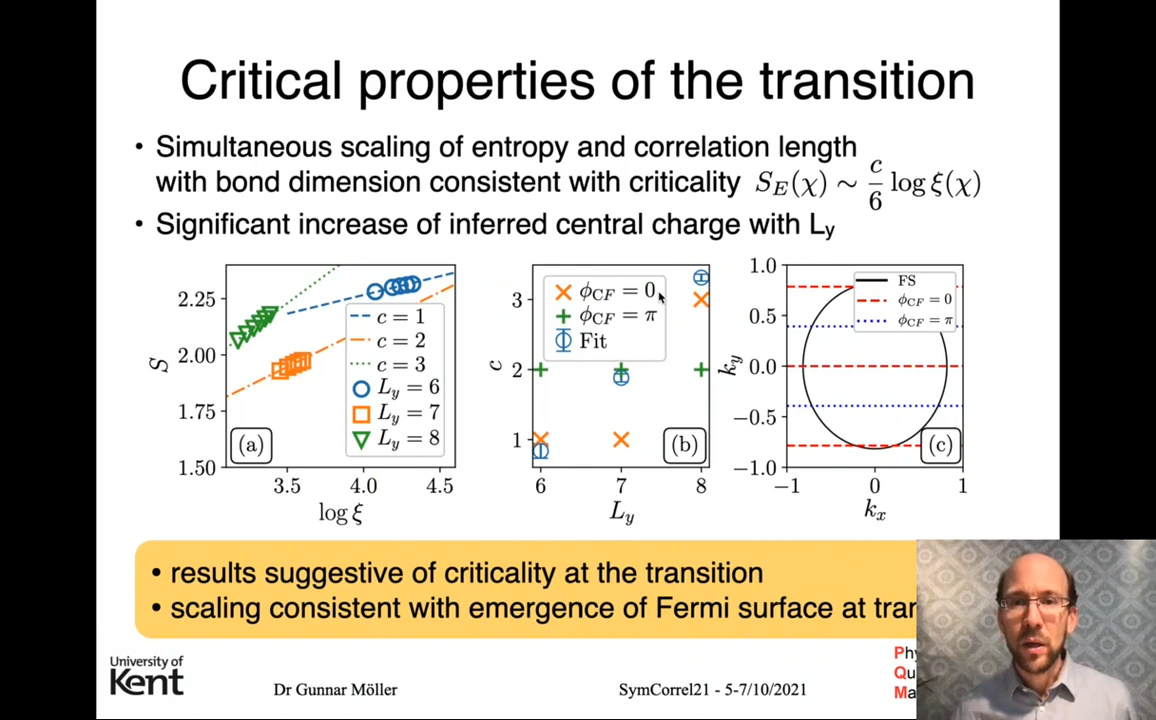 Critical properties of the transition
• Simultaneous scaling of entropy and correlation length
with bond dimension consistent with criticality S_E(χ) ∼ c/6 log ξ(χ)
• Significant increase of inferred central charge with L_y
2.25
2.00
1.75
1.50
S
3.5 4.0 4.5
log ξ
c = 1
c = 2
c = 3
L_y = 6
L_y = 7
L_y = 8
(a)
3
2
1
c
6 7 8
L_y
ϕ_CF = 0
ϕ_CF = π
Fit
(b)
1.0
0.5
0.0
−0.5
−1.0
k_y
−1 0 1
k_x
FS
ϕ_CF = 0
ϕ_CF = π
(c)
• results suggestive of criticality at the transition
• scaling consistent with emergence of Fermi surface at
University of
Kent
Dr Gunnar Möller
SymCorrel21 - 5-7/10/2021